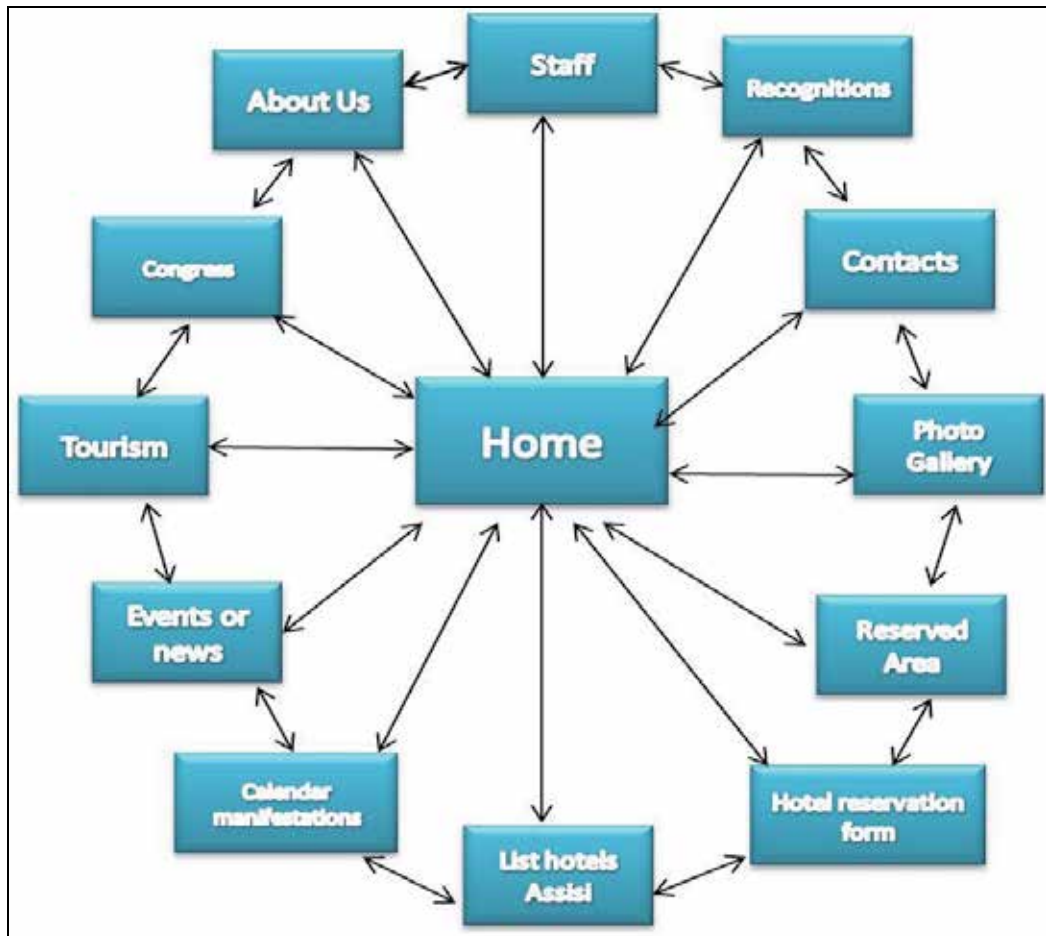 Staff
About Us
Recognitions
Congress
Contacts
Home
Tourism
Photo
Gallery
Events or
news
Reserved
Area
Calendar
manifestations
Hotel reservation
form
List hotels
Assisi